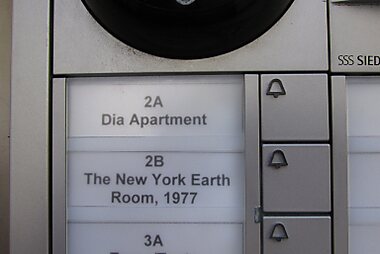 SSS SIED
2A
Dia Apartment
2B
The New York Earth
Room, 1977
3A